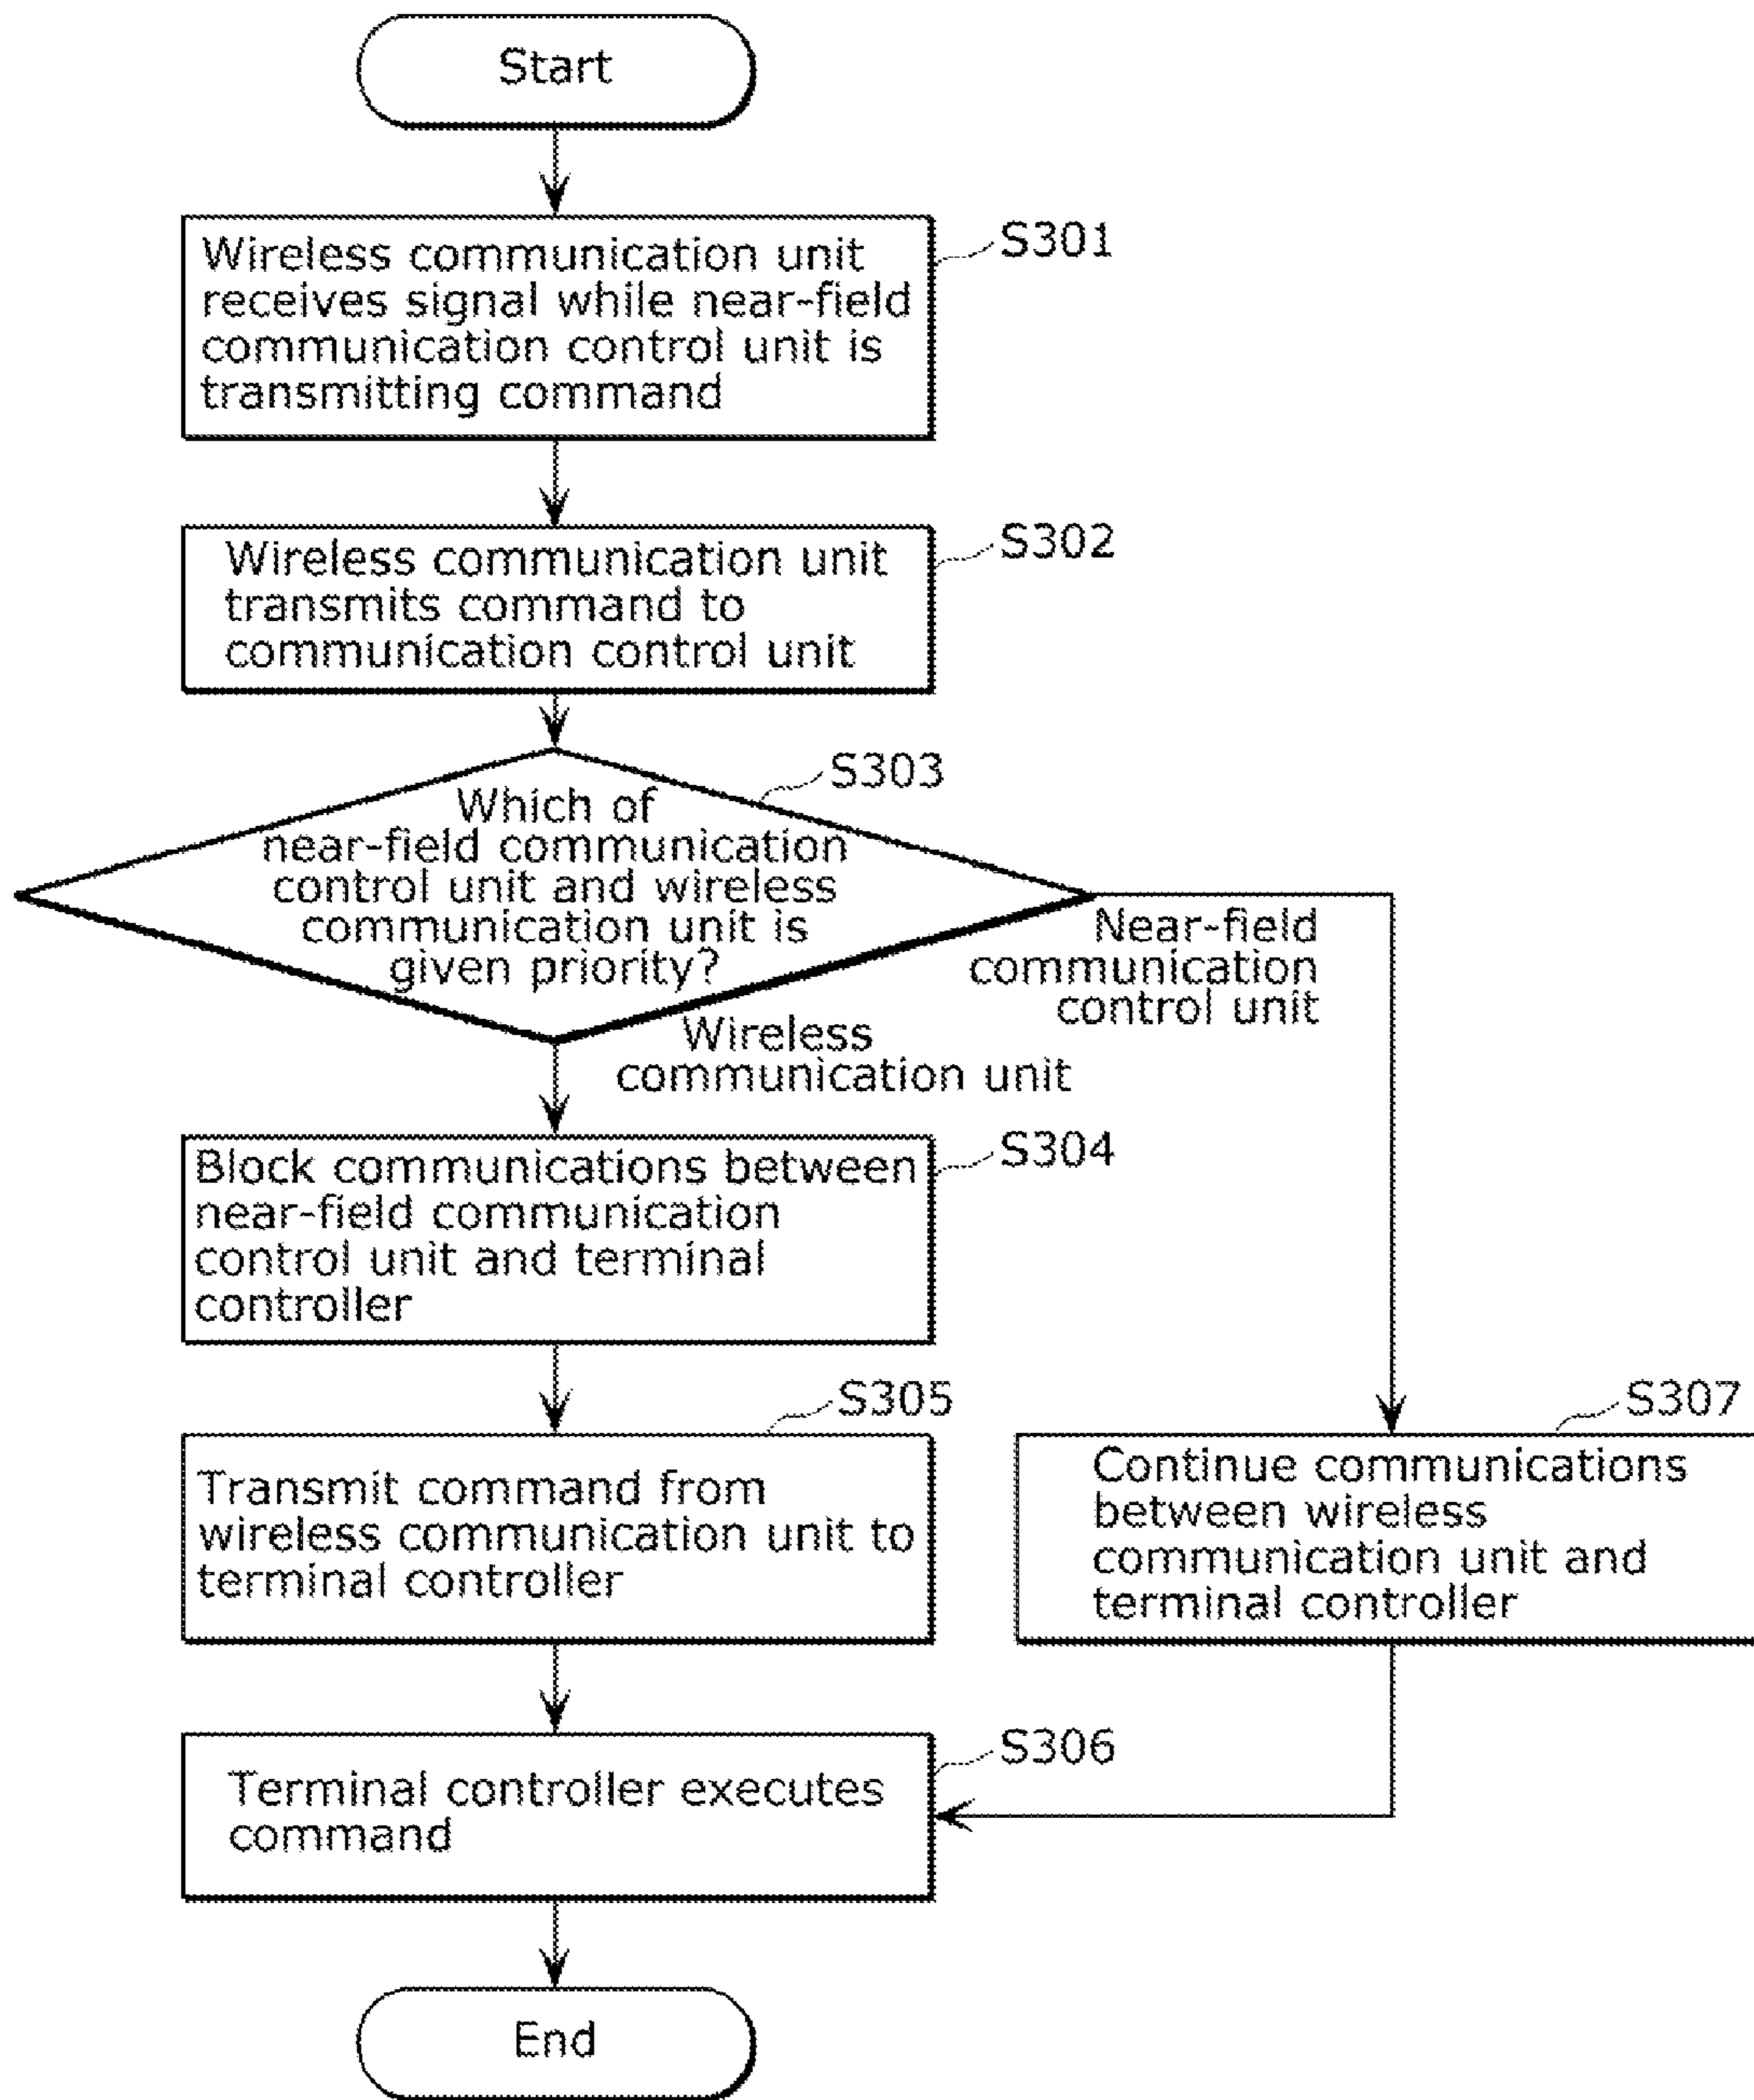 Start
Wireless communication unit
receives signal while near-field
communication control unit is
transmitting command
S301
Wireless communication unit
transmits command to
communication control unit
S302
S303
Which of
near-field communication
control unit and wireless
communication unit is
given priority?
Near-field
communication
control unit
Wireless
communication unit
Block communications between
near-field communication
control unit and terminal
controller
S304
S305
Transmit command from
wireless communication unit to
terminal controller
S307
Continue communications
between wireless
communication unit and
terminal controller
S306
Terminal controller executes
command
End